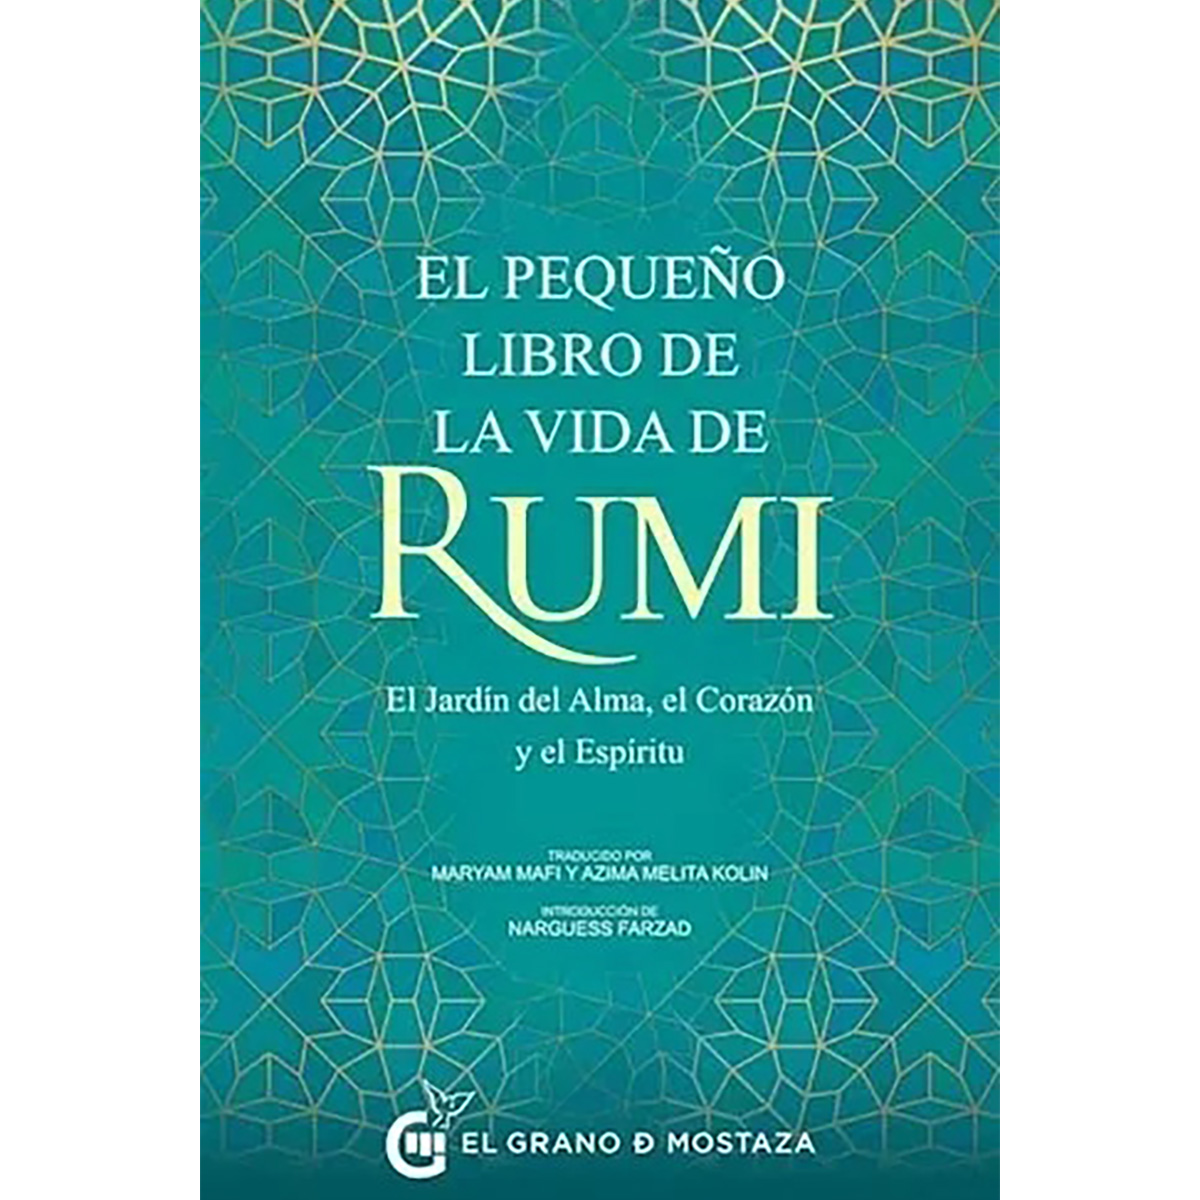 EL PEQUEÑO
LIBRO DE
LA VIDA DE
RUMI
El Jardín del Alma, el Corazón
y el Espíritu
TRADUCIDO POR
MARYAM MAFI Y AZIMA MELITA KOLIN
INTRODUCCIÓN DE
NARGUESS FARZAD
EL GRANO Ð MOSTAZA